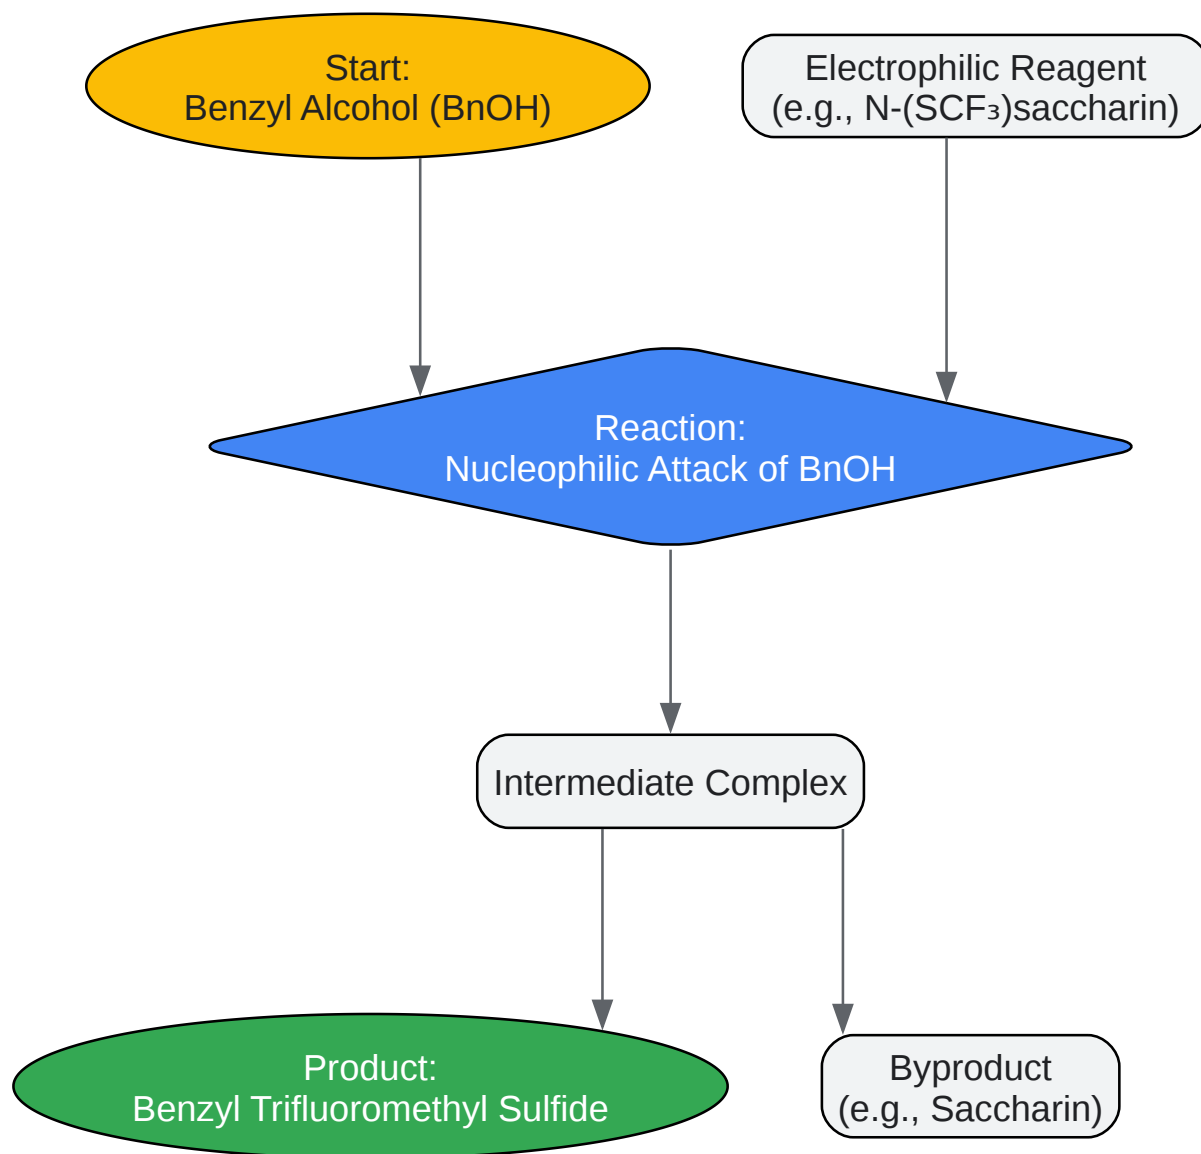 Start:
Benzyl Alcohol (BnOH)
Electrophilic Reagent
(e.g., N-(SCF₃)saccharin)
Reaction:
Nucleophilic Attack of BnOH
Intermediate Complex
Product:
Benzyl Trifluoromethyl Sulfide
Byproduct
(e.g., Saccharin)